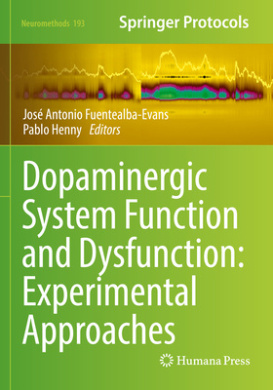 Neuromethods 193
Springer Protocols
José Antonio Fuentealba-Evans
Pablo Henny Editors
Dopaminergic
System Function
and Dysfunction:
Experimental
Approaches
Humana Press